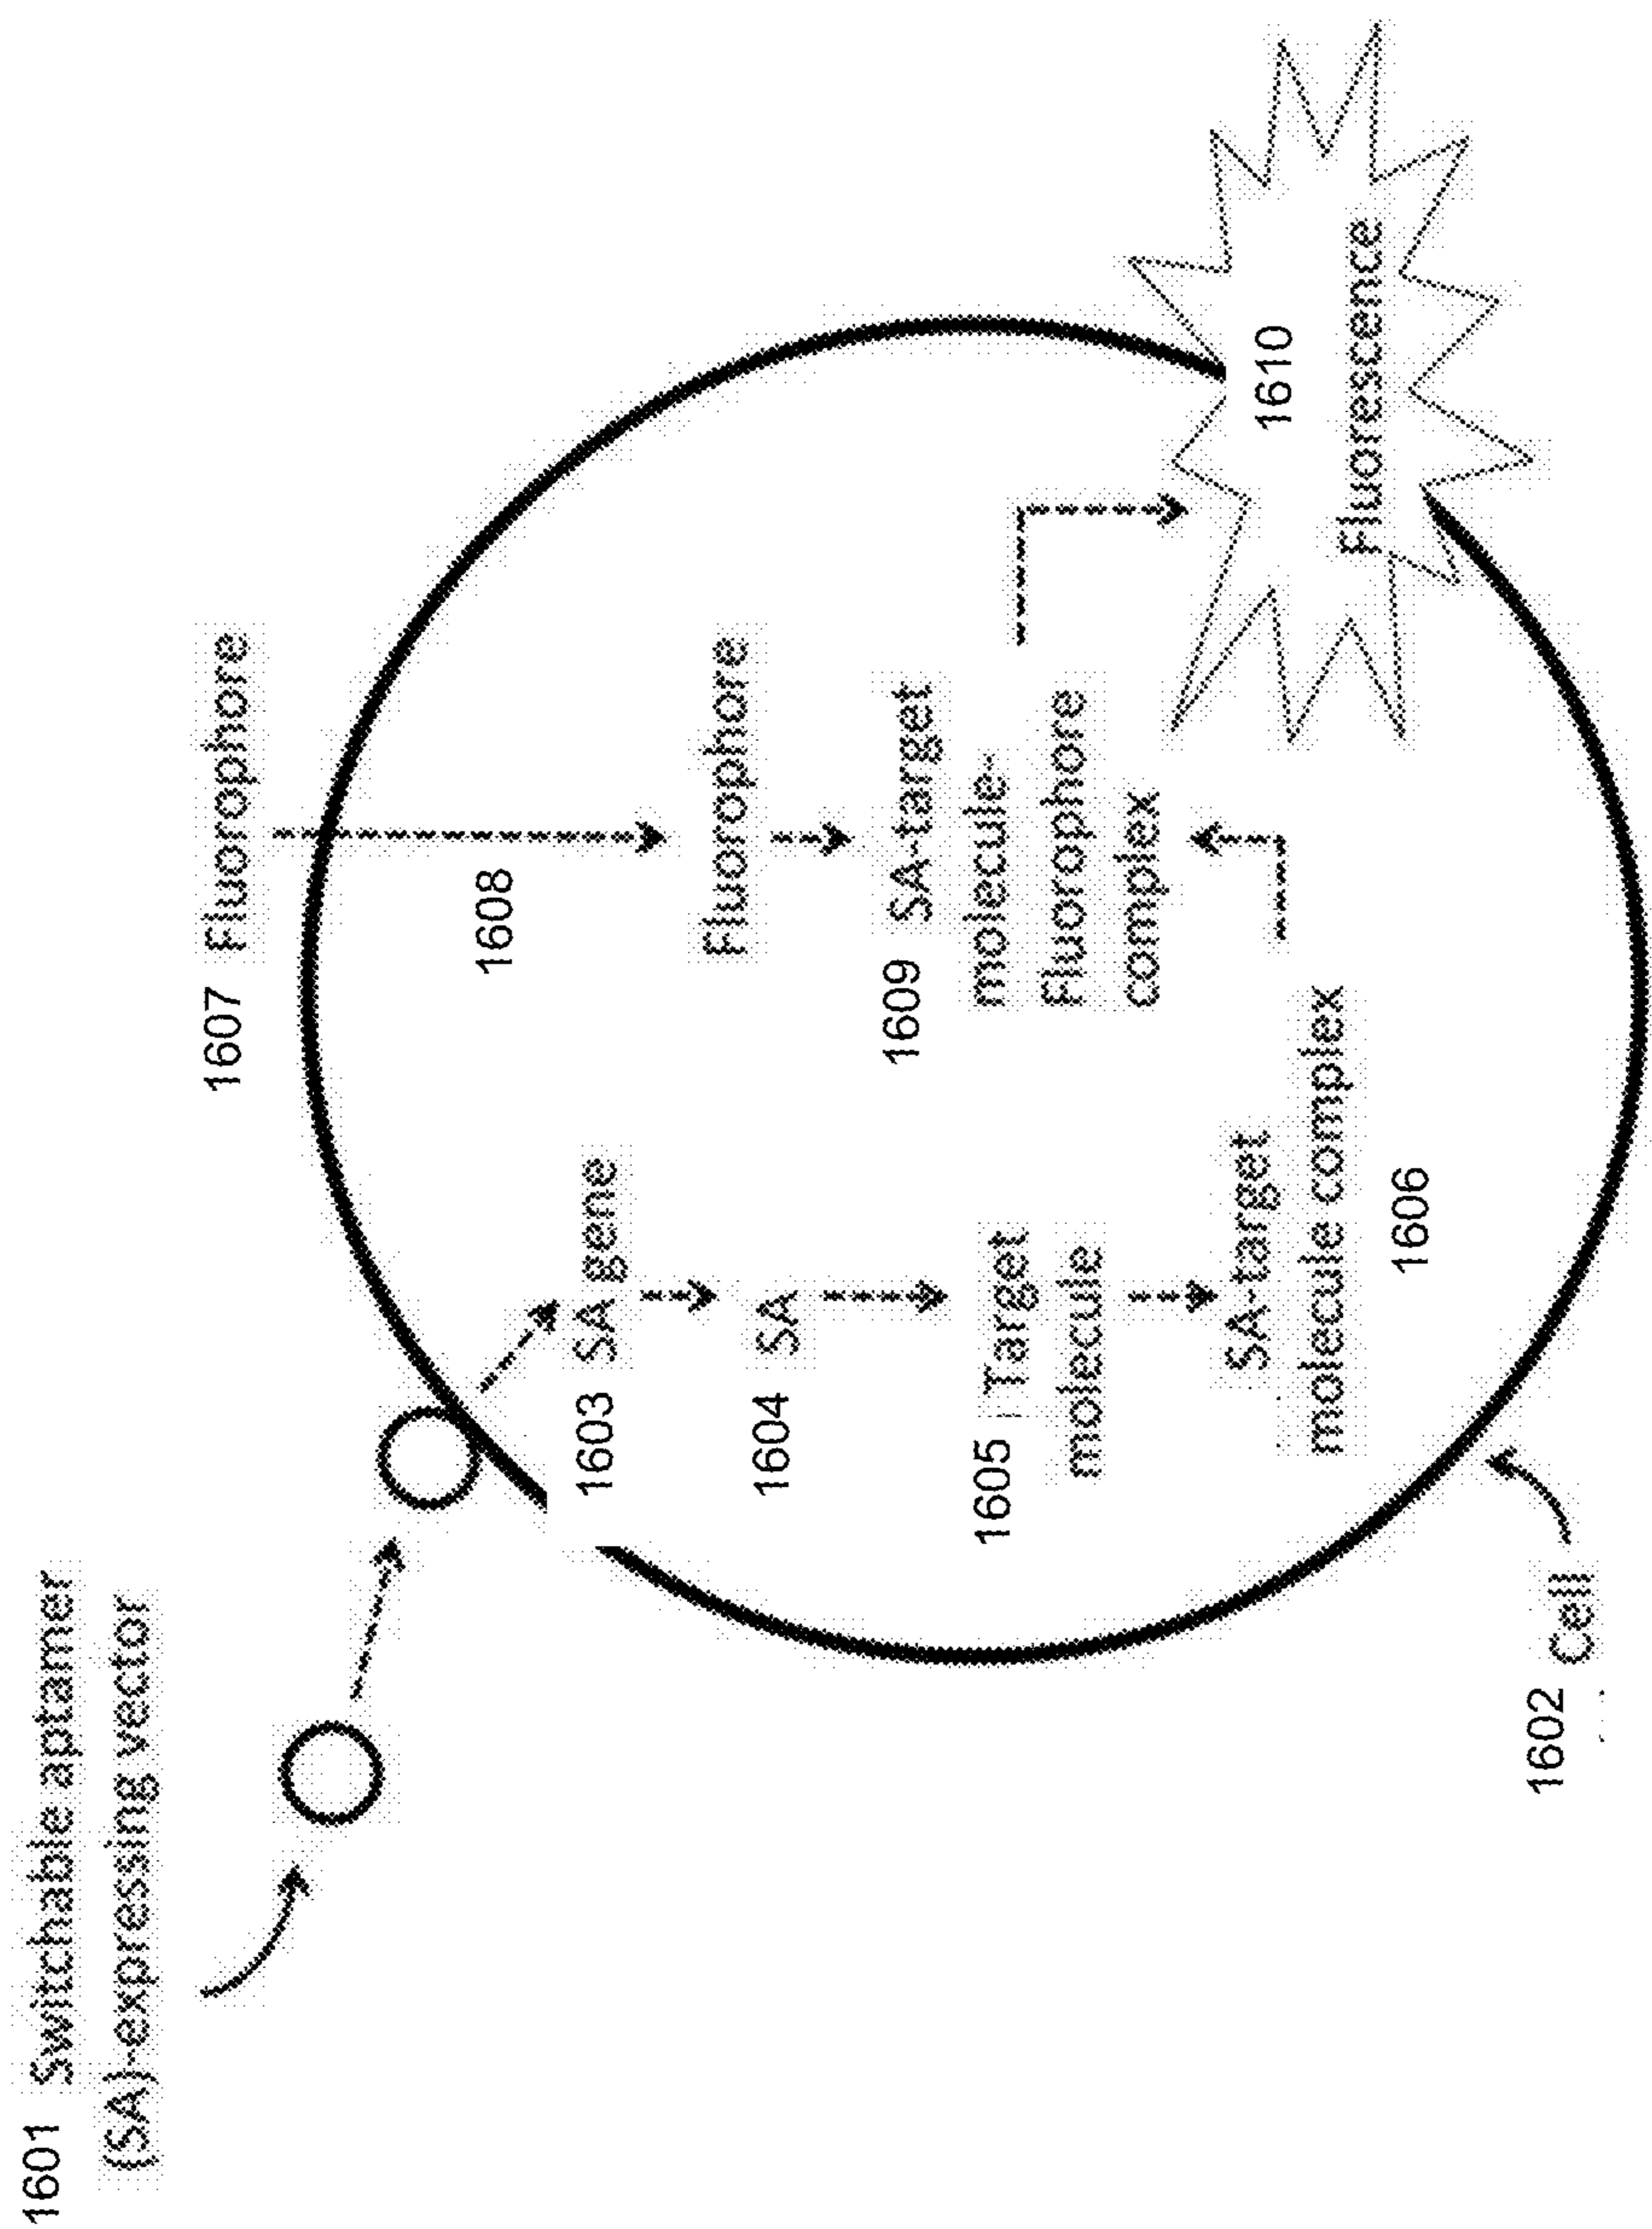 1601 Switchable aptamer
(SA)-expressing vector
1607 Fluorophore
1608
1603 SA gene
1604 SA
1605 Target
molecule
SA-target
molecule complex
1606
Fluorophore
1609 SA-target
molecule-
Fluorophore
complex
1610
Fluorescence
1602 Cell